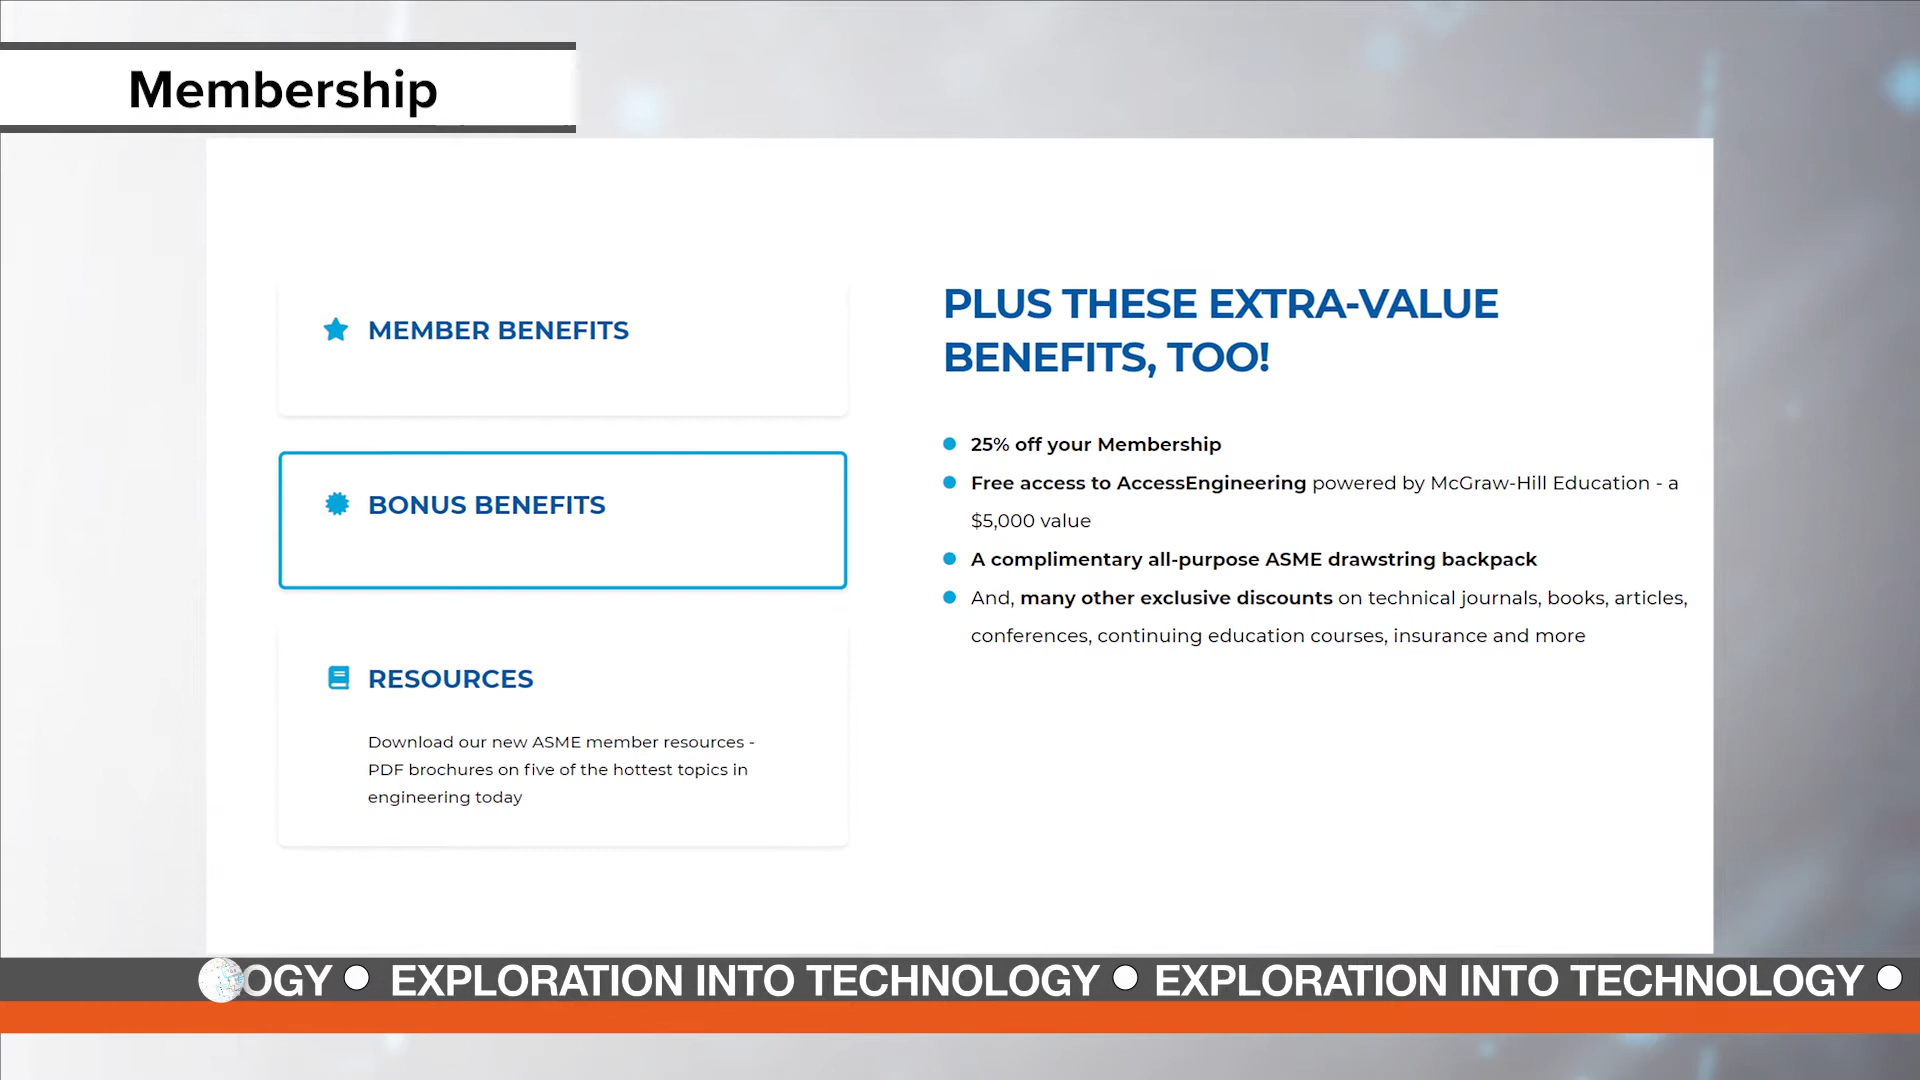 Membership
MEMBER BENEFITS
BONUS BENEFITS
RESOURCES
Download our new ASME member resources -
PDF brochures on five of the hottest topics in
engineering today
PLUS THESE EXTRA-VALUE
BENEFITS, TOO!
25% off your Membership
Free access to AccessEngineering powered by McGraw-Hill Education - a
$5,000 value
A complimentary all-purpose ASME drawstring backpack
And, many other exclusive discounts on technical journals, books, articles,
conferences, continuing education courses, insurance and more
OGY EXPLORATION INTO TECHNOLOGY EXPLORATION INTO TECHNOLOGY